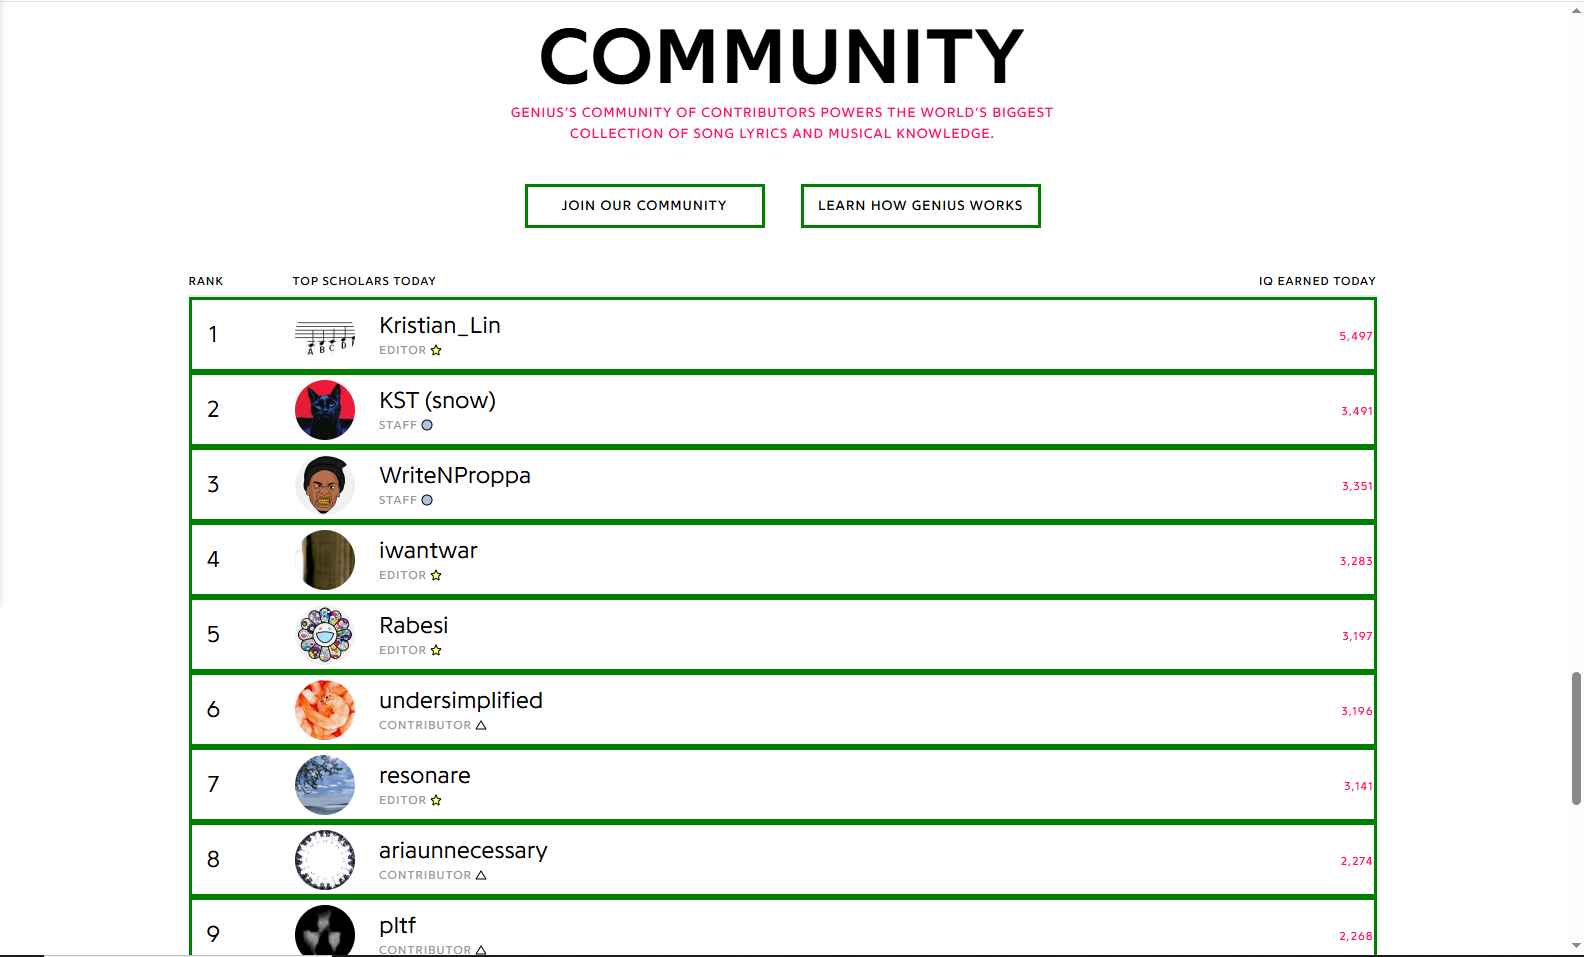 COMMUNITY
GENIUS'S COMMUNITY OF CONTRIBUTORS POWERS THE WORLD'S BIGGEST
COLLECTION OF SONG LYRICS AND MUSICAL KNOWLEDGE.
JOIN OUR COMMUNITY LEARN HOW GENIUS WORKS
RANK TOP SCHOLARS TODAY IQ EARNED TODAY
1 Kristian_Lin 5,497
A B C D
EDITOR
2 KST (snow) 3,491
STAFF
3 WriteNProppa 3,351
STAFF
4 iwantwar 3,283
EDITOR
5 Rabesi 3,197
EDITOR
6 undersimplified 3,196
CONTRIBUTOR
7 resonare 3,141
EDITOR
8 ariaunnecessary 2,274
CONTRIBUTOR
9 pltf 2,268
CONTRIBUTOR